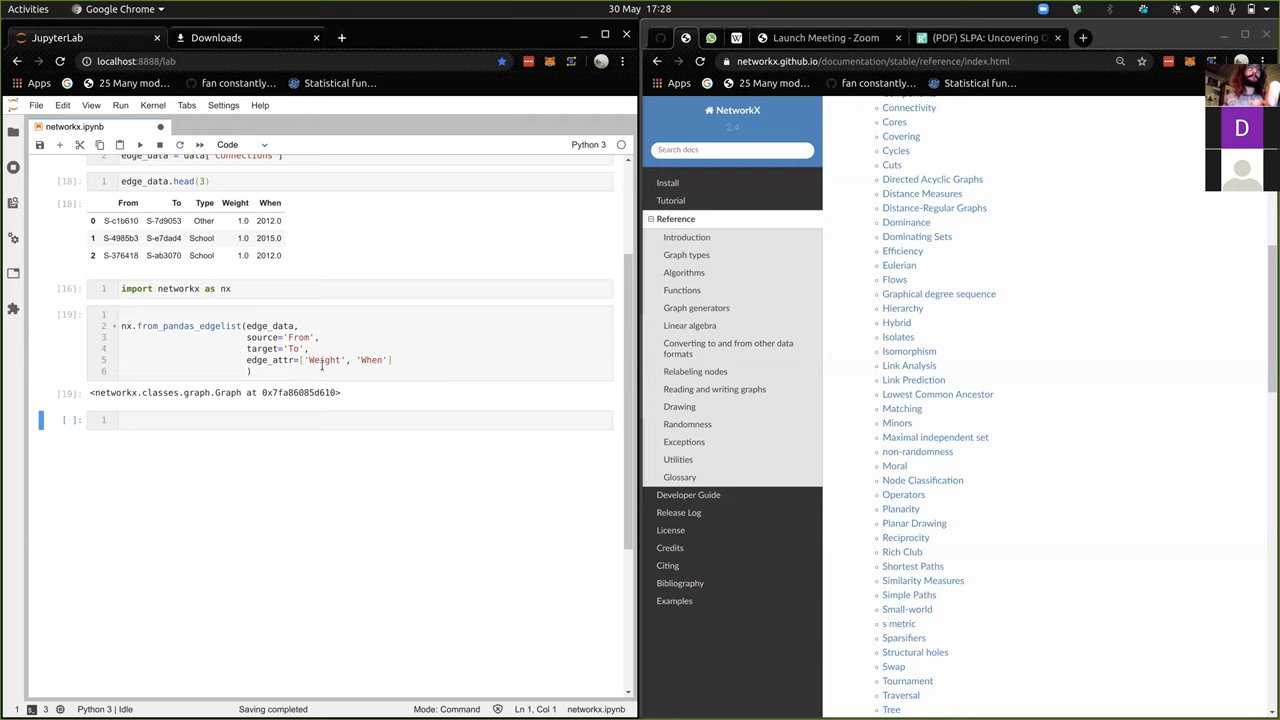 Activities
Google Chrome
30 May 17:28
JupyterLab
Downloads
localhost:8888/lab
Apps
25 Many mod...
fan constantly...
Statistical fun...
File Edit View Run Kernel Tabs Settings Help
networkx.ipynb
Code
Python 3
2 edge_data = data['Connections']
[18]: 1 edge_data.head(3)
[18]: From To Type Weight When
0 S-c1b610 S-7d9053 Other 1.0 2012.0
1 S-4985b3 S-e7dad4 School 1.0 2015.0
2 S-376418 S-ab3070 School 1.0 2012.0
[16]: 1 import networkx as nx
[19]: 1
2 nx.from_pandas_edgelist(edge_data,
3 source='From',
4 target='To',
5 edge_attr=['Weight', 'When']
6 )
[19]: <networkx.classes.graph.Graph at 0x7fa86085d610>
[ ]: 1
1 3 Python 3 | Idle Saving completed Mode: Command Ln 1, Col 1 networkx.ipynb
Launch Meeting - Zoom
(PDF) SLPA: Uncovering O
networkx.github.io/documentation/stable/reference/index.html
Apps
25 Many mod...
fan constantly...
Statistical fun...
NetworkX
2.4
Search docs
Install
Tutorial
Reference
Introduction
Graph types
Algorithms
Functions
Graph generators
Linear algebra
Converting to and from other data
formats
Relabeling nodes
Reading and writing graphs
Drawing
Randomness
Exceptions
Utilities
Glossary
Developer Guide
Release Log
License
Credits
Citing
Bibliography
Examples
Connectivity
Cores
Covering
Cycles
Cuts
Directed Acyclic Graphs
Distance Measures
Distance-Regular Graphs
Dominance
Dominating Sets
Efficiency
Eulerian
Flows
Graphical degree sequence
Hierarchy
Hybrid
Isolates
Isomorphism
Link Analysis
Link Prediction
Lowest Common Ancestor
Matching
Minors
Maximal independent set
non-randomness
Moral
Node Classification
Operators
Planarity
Planar Drawing
Reciprocity
Rich Club
Shortest Paths
Similarity Measures
Simple Paths
Small-world
s metric
Sparsifiers
Structural holes
Swap
Tournament
Traversal
Tree
D